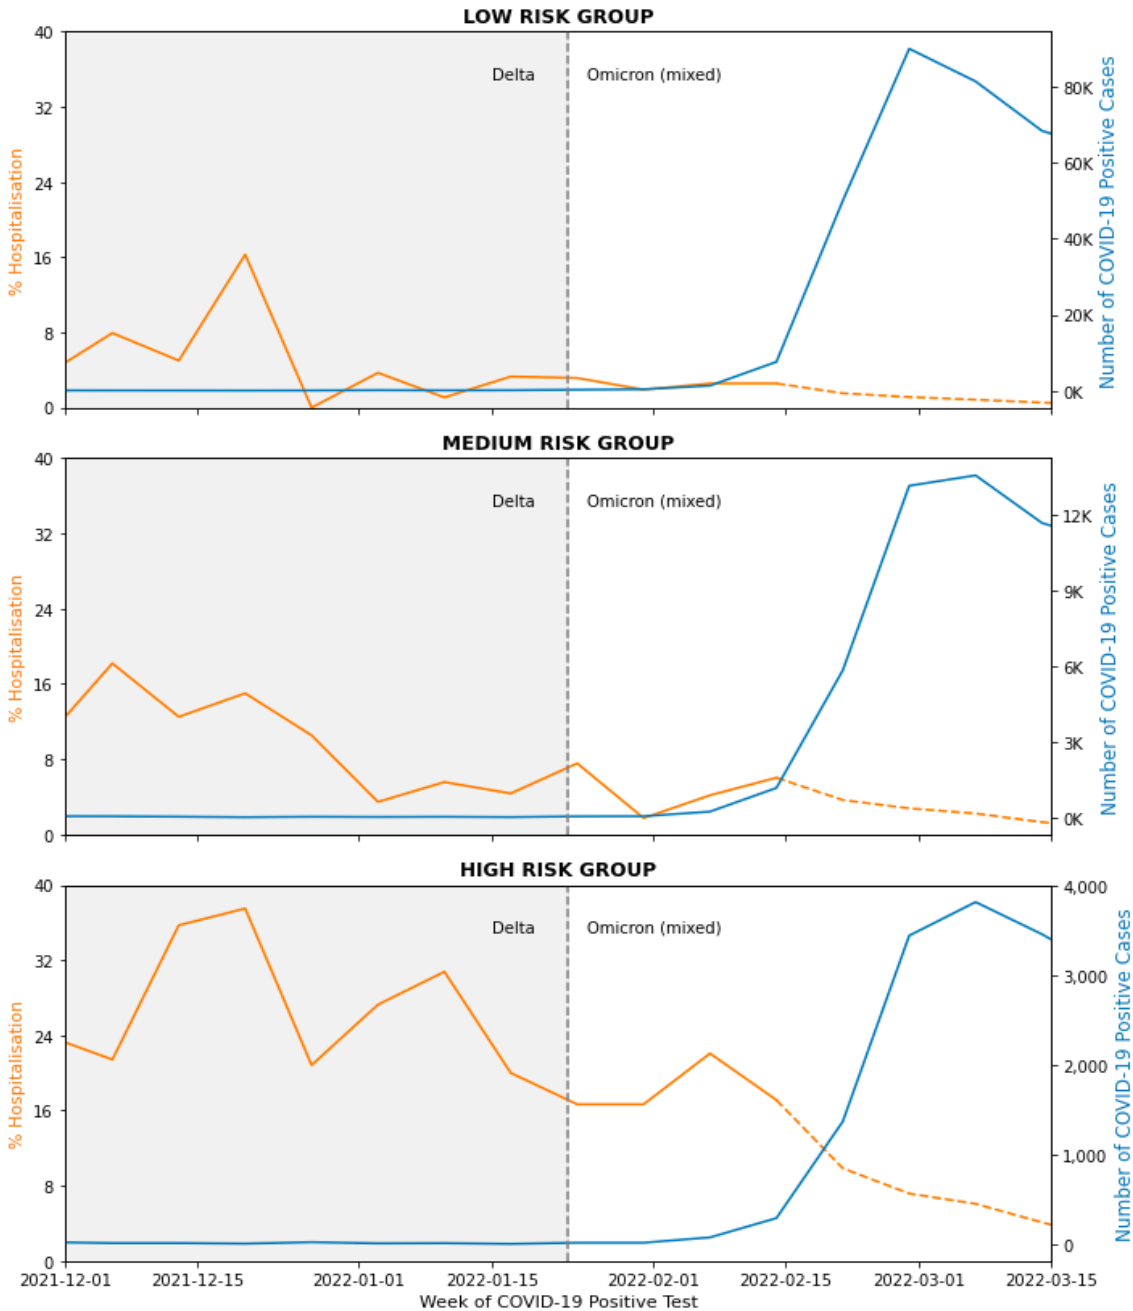 LOW RISK GROUP
40
32
24
16
8
0
% Hospitalisation
Delta
Omicron (mixed)
80K
60K
40K
20K
0K
Number of COVID-19 Positive Cases
MEDIUM RISK GROUP
40
32
24
16
8
0
% Hospitalisation
Delta
Omicron (mixed)
12K
9K
6K
3K
0K
Number of COVID-19 Positive Cases
HIGH RISK GROUP
40
32
24
16
8
0
% Hospitalisation
Delta
Omicron (mixed)
4,000
3,000
2,000
1,000
0
Number of COVID-19 Positive Cases
2021-12-01 2021-12-15 2022-01-01 2022-01-15 2022-02-01 2022-02-15 2022-03-01 2022-03-15
Week of COVID-19 Positive Test